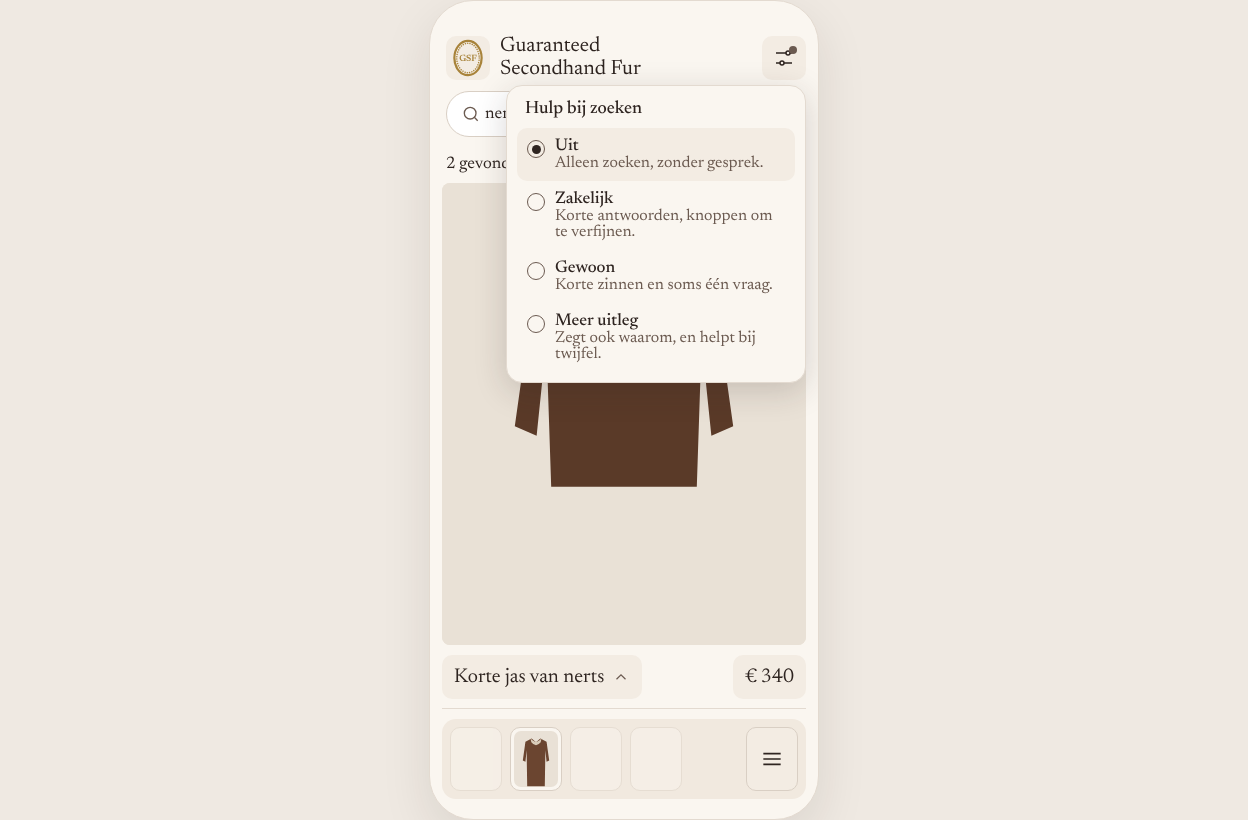 GSF
Guaranteed
Secondhand Fur
Hulp bij zoeken
2 gevond
Uit
Alleen zoeken, zonder gesprek.
Zakelijk
Korte antwoorden, knoppen om
te verfijnen.
Gewoon
Korte zinnen en soms één vraag.
Meer uitleg
Zegt ook waarom, en helpt bij
twijfel.
Korte jas van nerts
€ 340